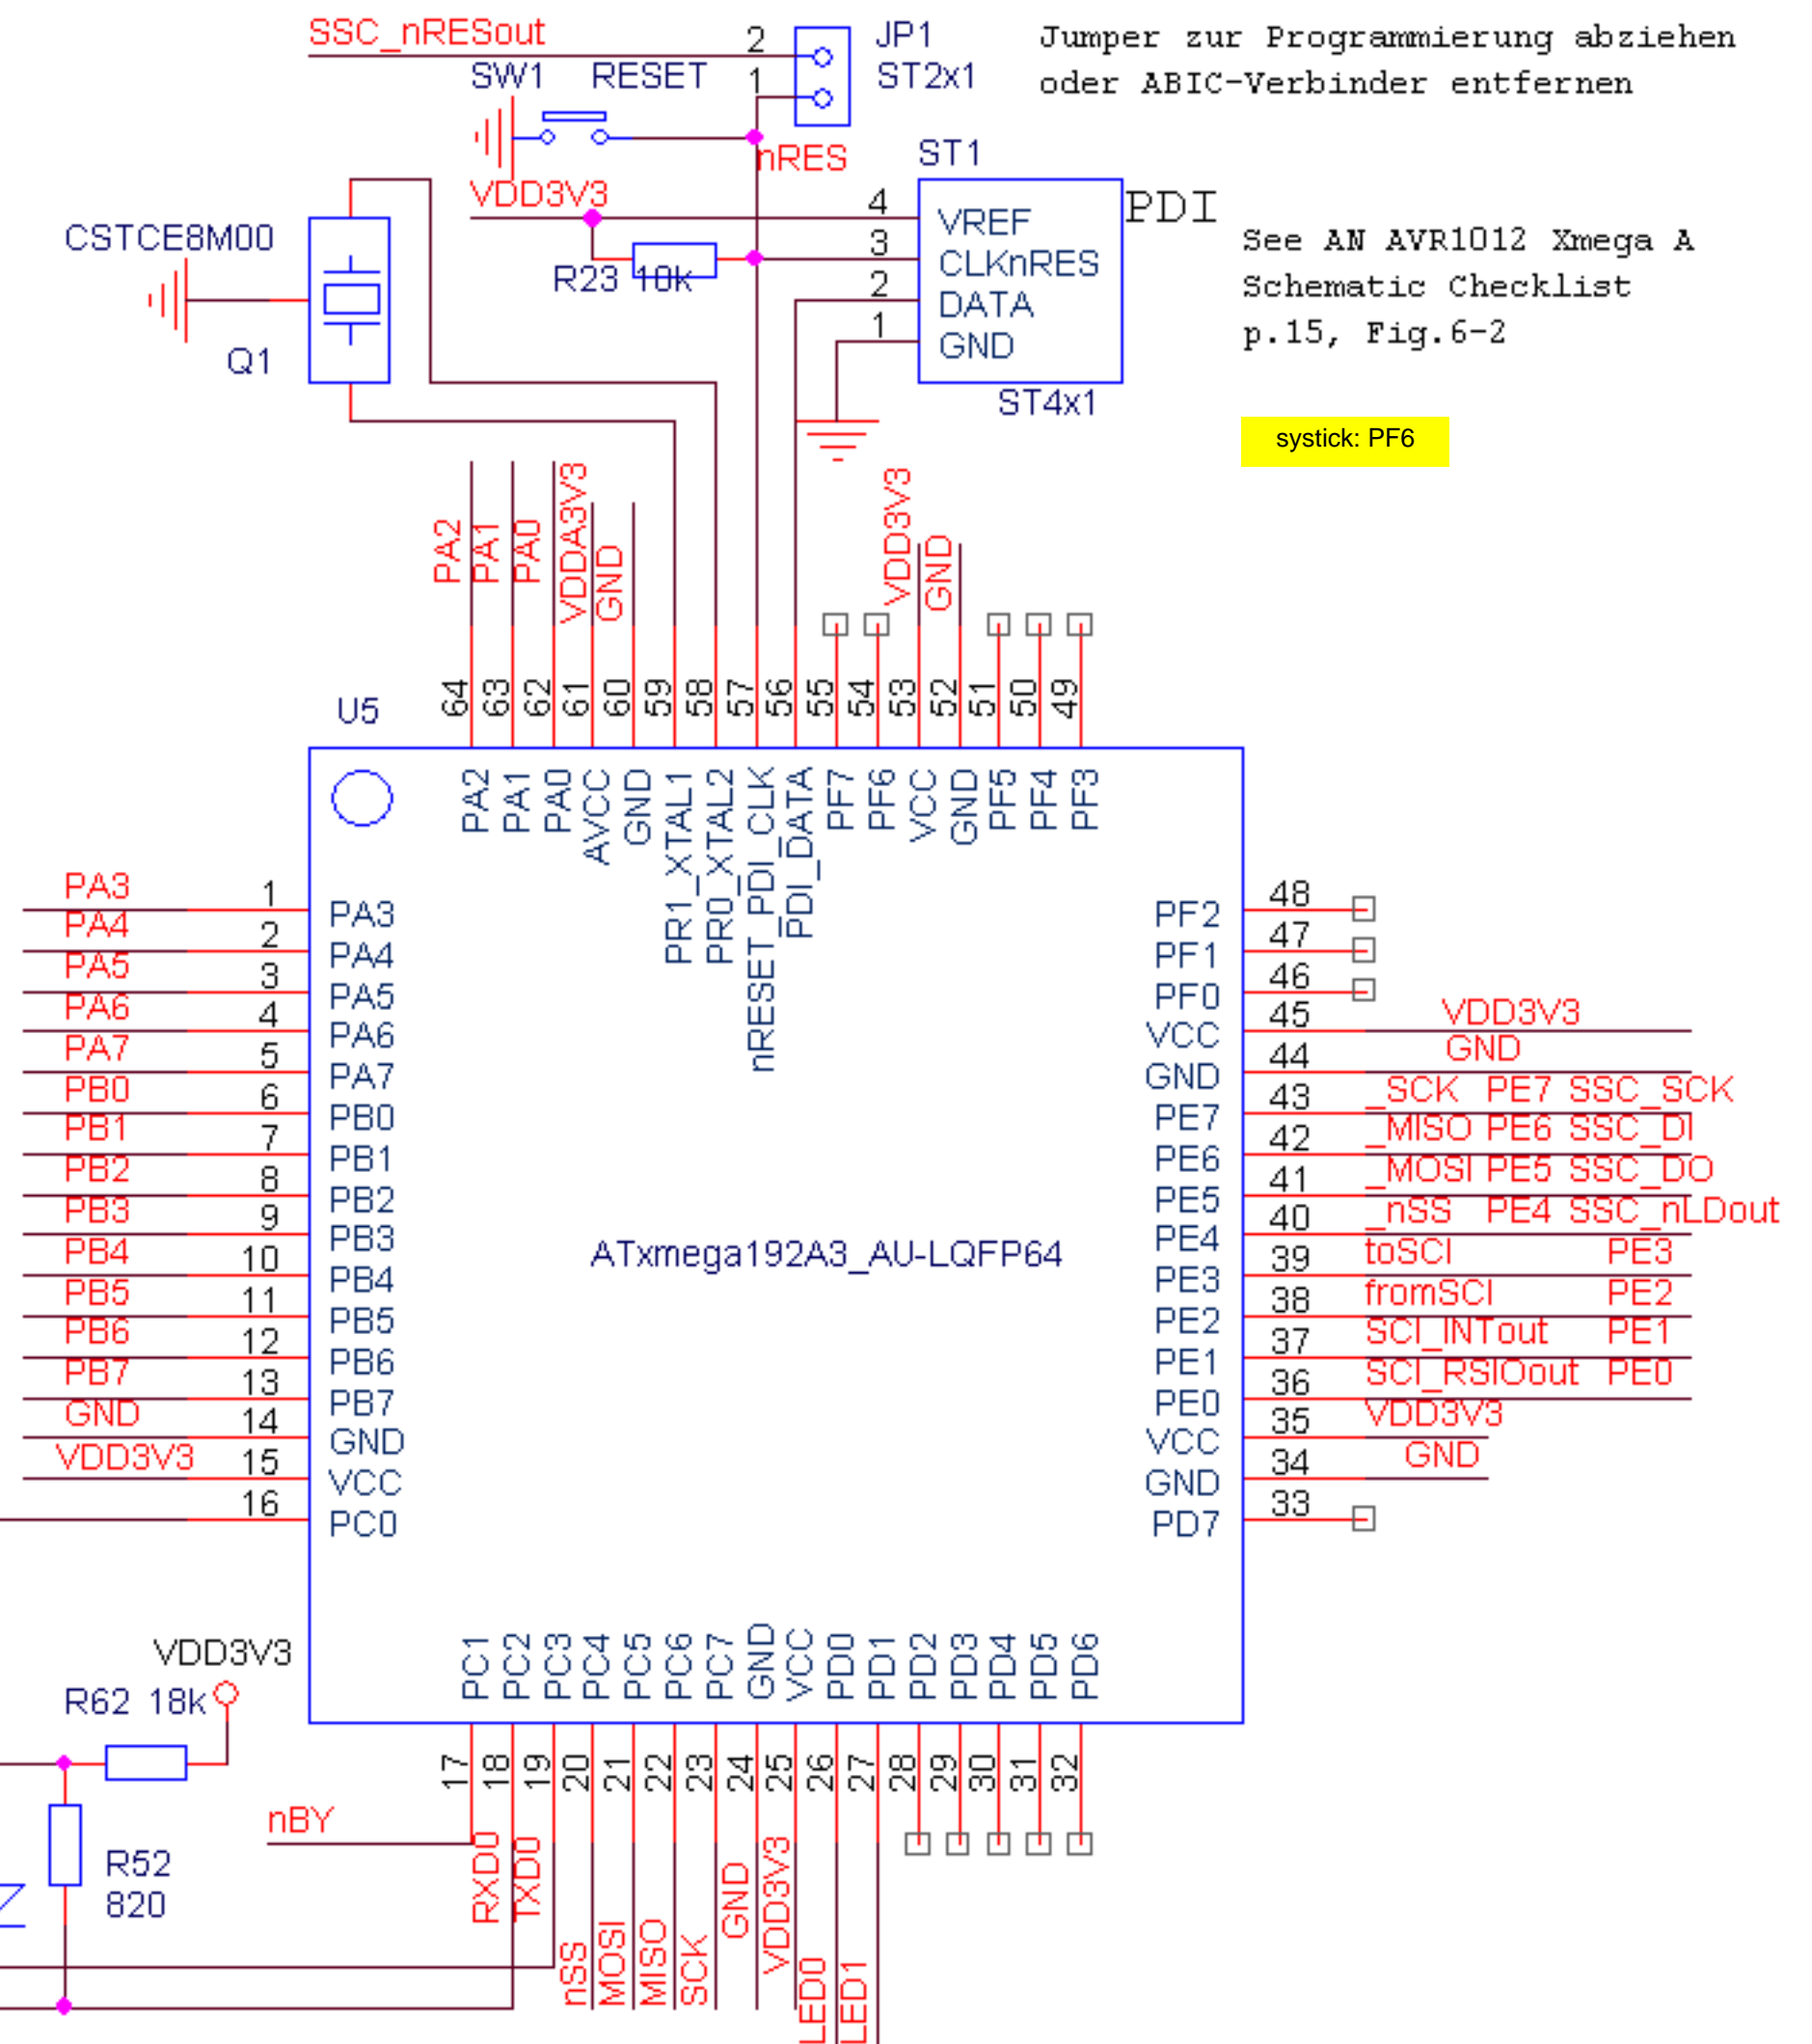 SSC_nRESout
2
JP1
Jumper zur Programmierung abziehen
SW1 RESET
1
ST2x1
oder ABIC-Verbinder entfernen
nRES
ST1
VDD3V3
4
VREF
PDI
CSTCE8M00
3
CLKnRES
See AN AVR1012 Xmega A
R23 10k
2
DATA
Schematic Checklist
1
GND
p.15, Fig.6-2
Q1
ST4x1
systick: PF6
PA2
PA1
PA0
VDDA3V3
GND
VDD3V3
GND
U5
64
63
62
61
60
59
58
57
56
55
54
53
52
51
50
49
PA2
PA1
PA0
AVCC
GND
PR1_XTAL1
PR0_XTAL2
nRESET_PDI_CLK
PDI_DATA
PF7
PF6
VCC
GND
PF5
PF4
PF3
PA3 1 PA3
PA4 2 PA4
PA5 3 PA5
PA6 4 PA6
PA7 5 PA7
PB0 6 PB0
PB1 7 PB1
PB2 8 PB2
PB3 9 PB3
PB4 10 PB4
PB5 11 PB5
PB6 12 PB6
PB7 13 PB7
GND 14 GND
VDD3V3 15 VCC
16 PC0
ATxmega192A3_AU-LQFP64
PF2 48
PF1 47
PF0 46
VCC 45 VDD3V3
GND 44 GND
PE7 43 _SCK PE7 SSC_SCK
PE6 42 _MISO PE6 SSC_DI
PE5 41 _MOSI PE5 SSC_DO
PE4 40 _nSS PE4 SSC_nLDout
PE3 39 toSCI PE3
PE2 38 fromSCI PE2
PE1 37 SCI_INTout PE1
PE0 36 SCI_RSIOout PE0
VCC 35 VDD3V3
GND 34 GND
PD7 33
PC1
PC2
PC3
PC4
PC5
PC6
PC7
GND
VCC
PD0
PD1
PD2
PD3
PD4
PD5
PD6
VDD3V3
R62 18k
17
18
19
20
21
22
23
24
25
26
27
28
29
30
31
32
nBY
R52
820
RXD0
TXD0
nSS
MOSI
MISO
SCK
GND
VDD3V3
LED0
LED1